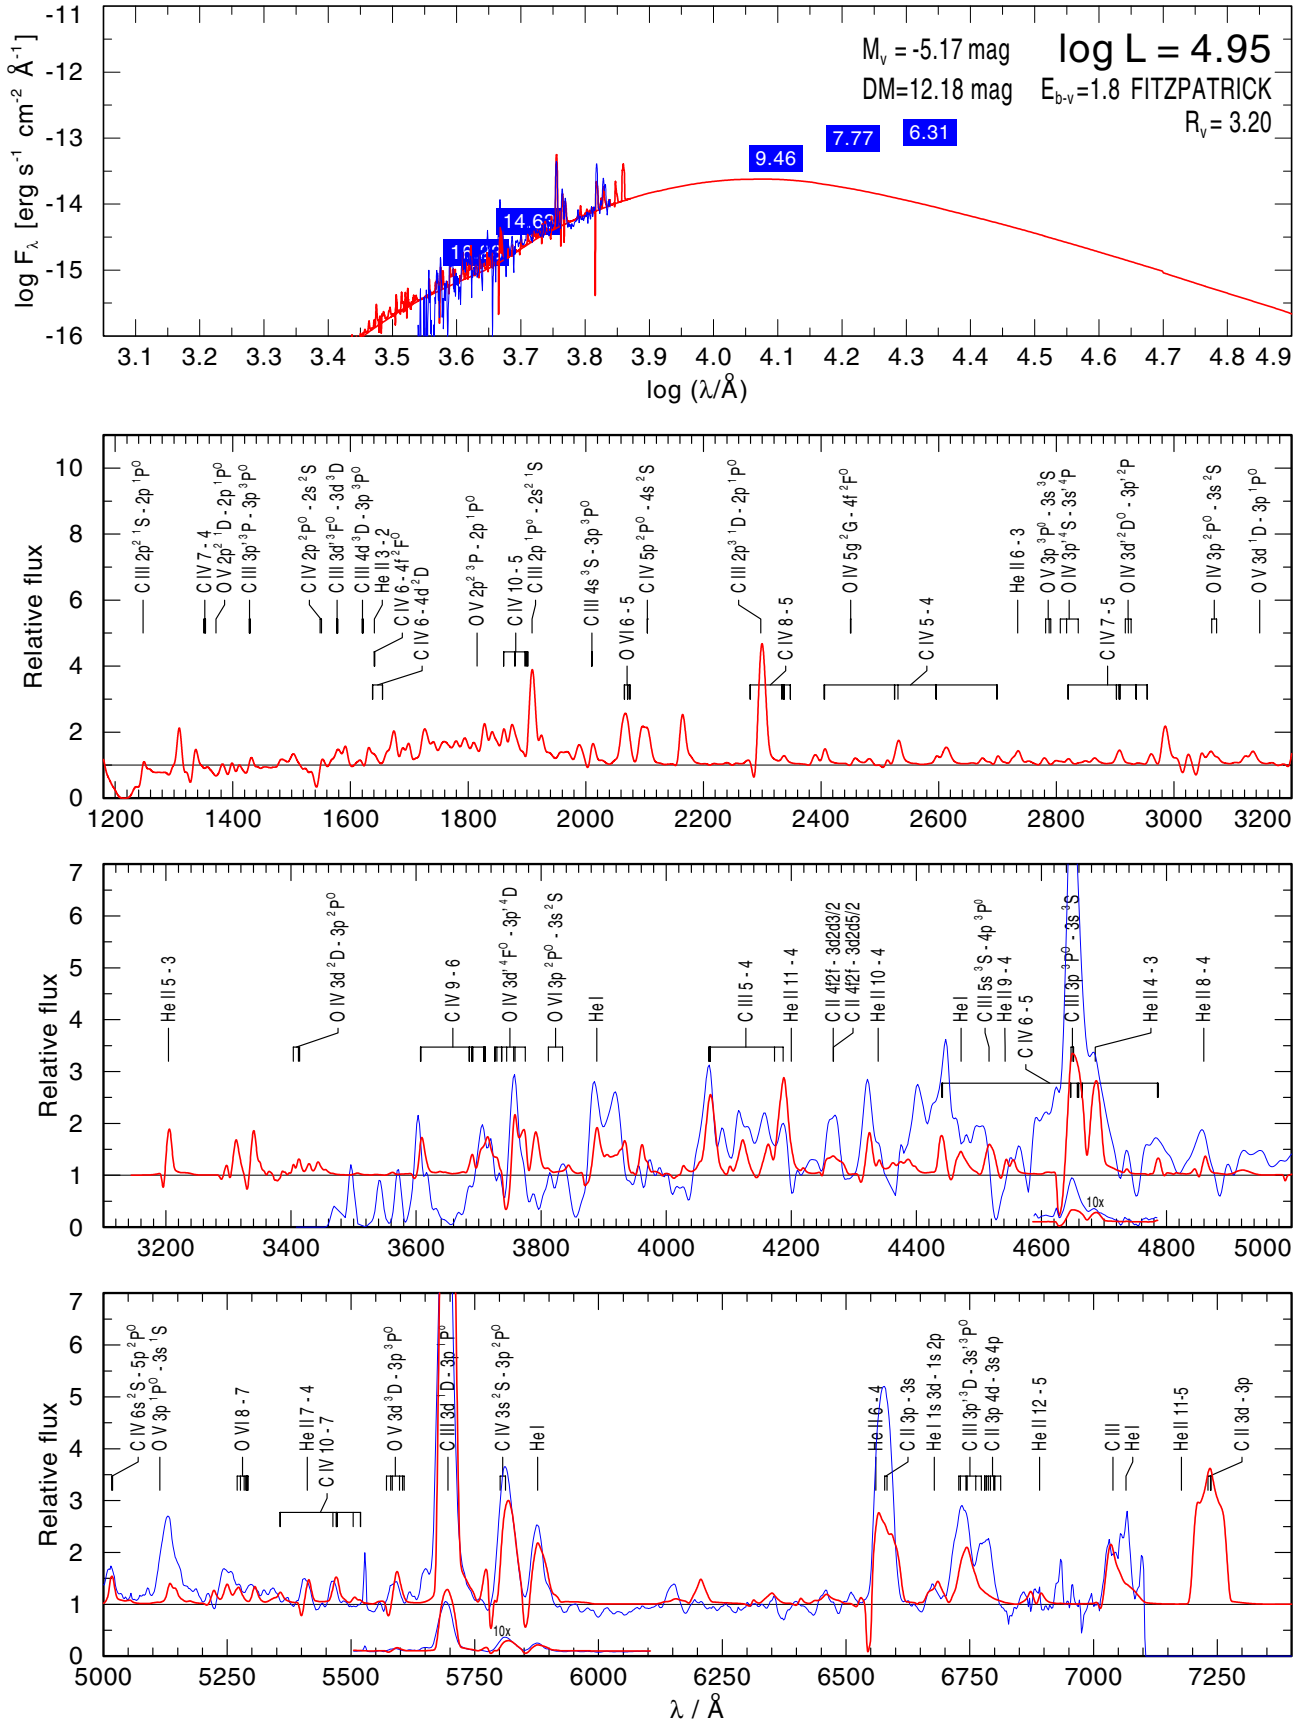 log F_λ [erg s⁻¹ cm⁻² Å⁻¹]
-11
-12
-13
-14
-15
-16
M_v = -5.17 mag
log L = 4.95
DM=12.18 mag
E_b-v=1.8 FITZPATRICK
R_v = 3.20
14.63
9.46
7.77
6.31
3.1 3.2 3.3 3.4 3.5 3.6 3.7 3.8 3.9 4.0 4.1 4.2 4.3 4.4 4.5 4.6 4.7 4.8 4.9
log (λ/Å)
Relative flux
10
8
6
4
2
0
C III 2p² ¹S - 2p ¹P⁰
C IV 7 - 4
O V 2p² ¹D - 2p ¹P⁰
C III 3p' ³P - 3p ³P⁰
C IV 2p ²P⁰ - 2s ²S
C III 3d' ³F⁰ - 3d ³D
C III 4d ³D - 3p ³P⁰
He II 3 - 2
C IV 6 - 4f ²F⁰
C IV 6 - 4d ²D
O V 2p² ³P - 2p ¹P⁰
C IV 10 - 5
C III 2p ¹P⁰ - 2s² ¹S
C III 4s ³S - 3p ³P⁰
O VI 6 - 5
C IV 5p ²P⁰ - 4s ²S
C III 2p³ ¹D - 2p ¹P⁰
C IV 8 - 5
O IV 5g ²G - 4f ²F⁰
C IV 5 - 4
He II 6 - 3
O V 3p ³P⁰ - 3s ³S
O IV 3p' ⁴S - 3s' ⁴P
C IV 7 - 5
O IV 3d' ²D⁰ - 3p' ²P
O IV 3p ²P⁰ - 3s ²S
O V 3d ¹D - 3p ¹P⁰
1200 1400 1600 1800 2000 2200 2400 2600 2800 3000 3200
Relative flux
7
6
5
4
3
2
1
0
He II 5 - 3
O IV 3d ²D - 3p ²P⁰
C IV 9 - 6
O IV 3d' ⁴F⁰ - 3p' ⁴D
O VI 3p ²P⁰ - 3s ²S
He I
C III 5 - 4
He II 11 - 4
C II 4f2f - 3d2d3/2
C II 4f2f - 3d2d5/2
He II 10 - 4
He I
C III 5s ³S - 4p ³P⁰
He II 9 - 4
C IV 6 - 5
C III 3p ³P⁰ - 3s ³S
He II 4 - 3
He II 8 - 4
10x
3200 3400 3600 3800 4000 4200 4400 4600 4800 5000
Relative flux
7
6
5
4
3
2
1
0
C IV 6s ²S - 5p ²P⁰
O V 3p ¹P⁰ - 3s ¹S
O VI 8 - 7
He II 7 - 4
C IV 10 - 7
O V 3d ³D - 3p ³P⁰
C III 3d ¹D - 3p ¹P⁰
C IV 3s ²S - 3p ²P⁰
He I
He II 6 - 4
C II 3p - 3s
He I 1s 3d - 1s 2p
C III 3p' ³D - 3s' ³P⁰
C II 3p 4d - 3s 4p
He II 12 - 5
C III
He I
He III 11-5
C II 3d - 3p
10x
5000 5250 5500 5750 6000 6250 6500 6750 7000 7250
λ / Å